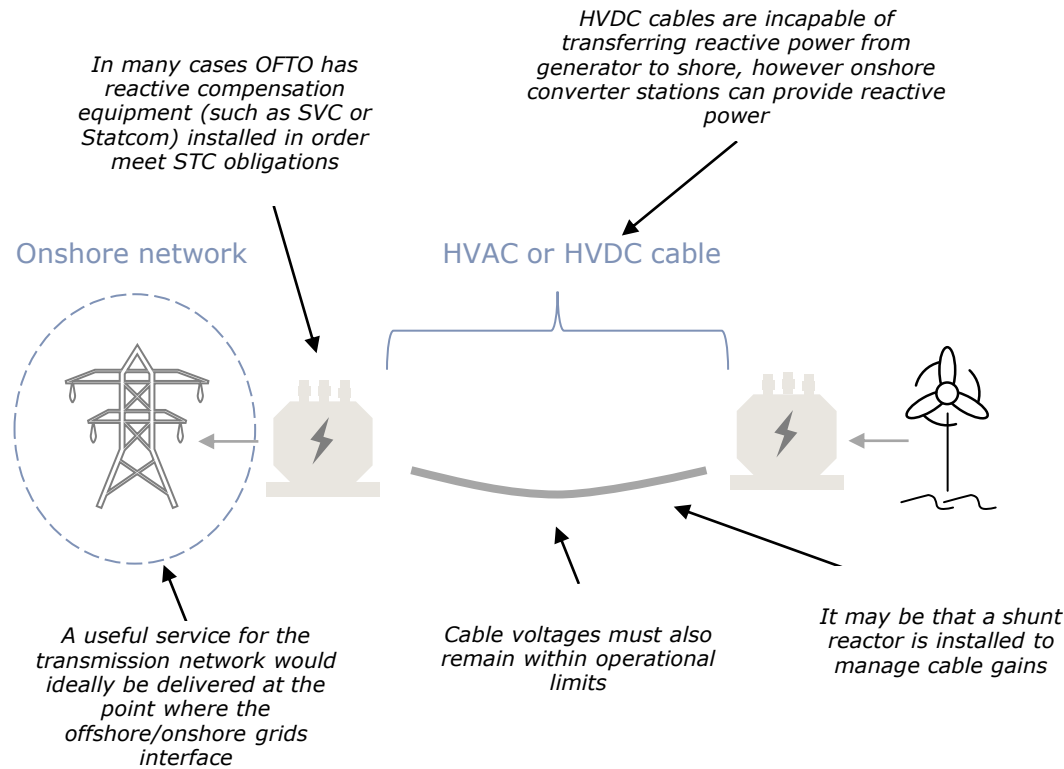 In many cases OFTO has
reactive compensation
equipment (such as SVC or
Statcom) installed in order
meet STC obligations
HVDC cables are incapable of
transferring reactive power from
generator to shore, however onshore
converter stations can provide reactive
power
Onshore network
HVAC or HVDC cable
A useful service for the
transmission network would
ideally be delivered at the
point where the
offshore/onshore grids
interface
Cable voltages must also
remain within operational
limits
It may be that a shunt
reactor is installed to
manage cable gains